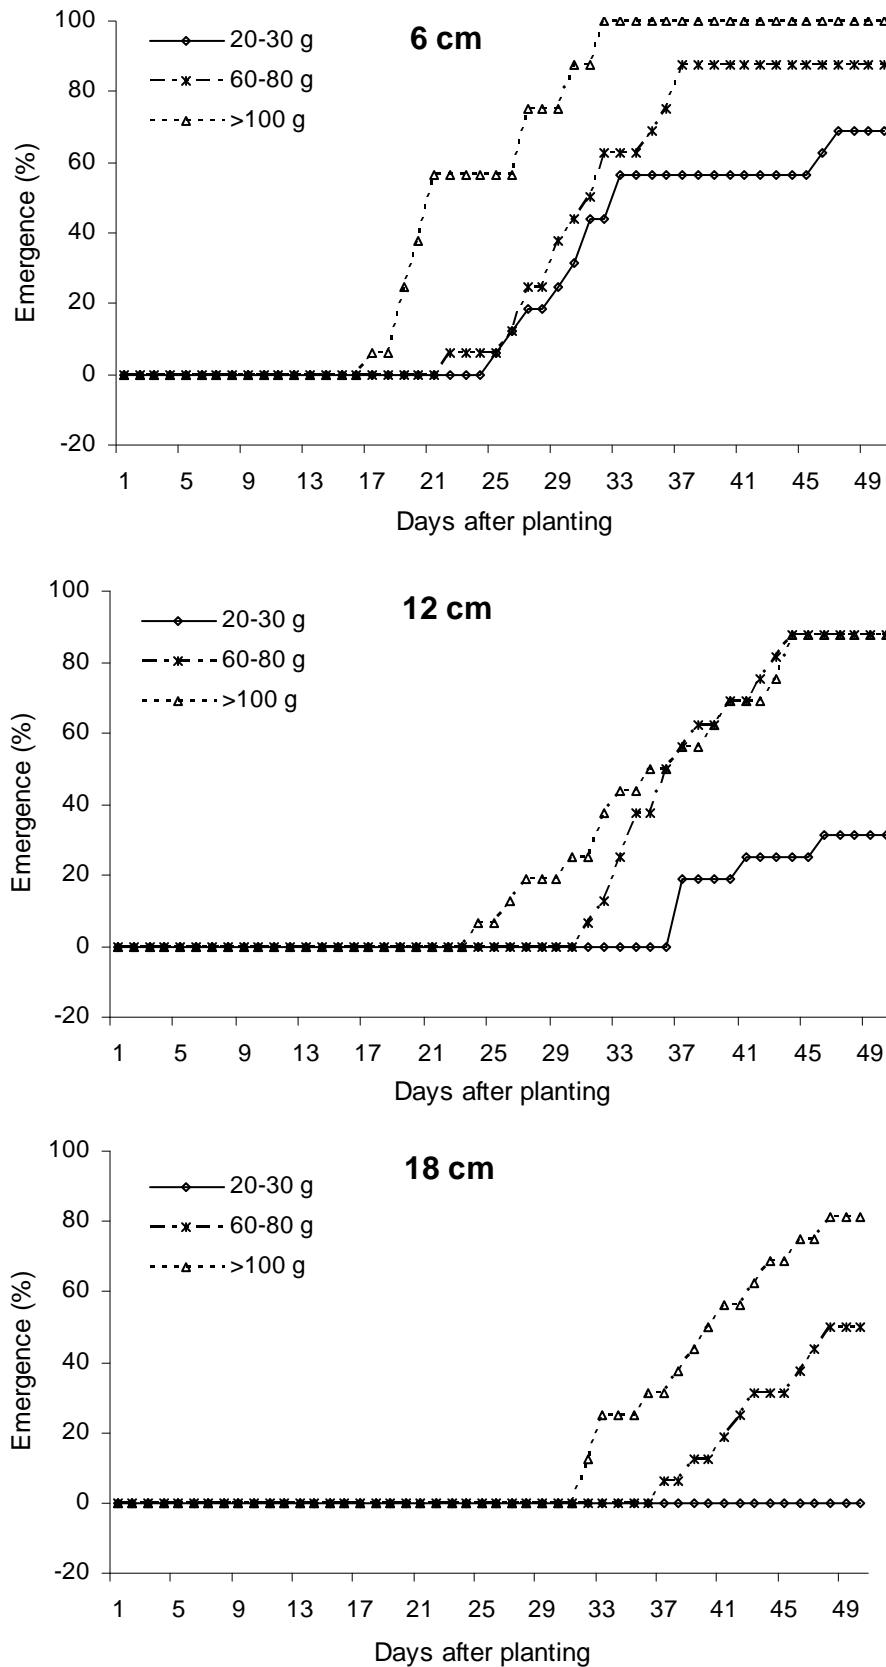 6 cm
20-30 g
60-80 g
>100 g
Emergence (%)
100
80
60
40
20
0
-20
1 5 9 13 17 21 25 29 33 37 41 45 49
Days after planting
12 cm
20-30 g
60-80 g
>100 g
Emergence (%)
100
80
60
40
20
0
-20
1 5 9 13 17 21 25 29 33 37 41 45 49
Days after planting
18 cm
20-30 g
60-80 g
>100 g
Emergence (%)
100
80
60
40
20
0
-20
1 5 9 13 17 21 25 29 33 37 41 45 49
Days after planting